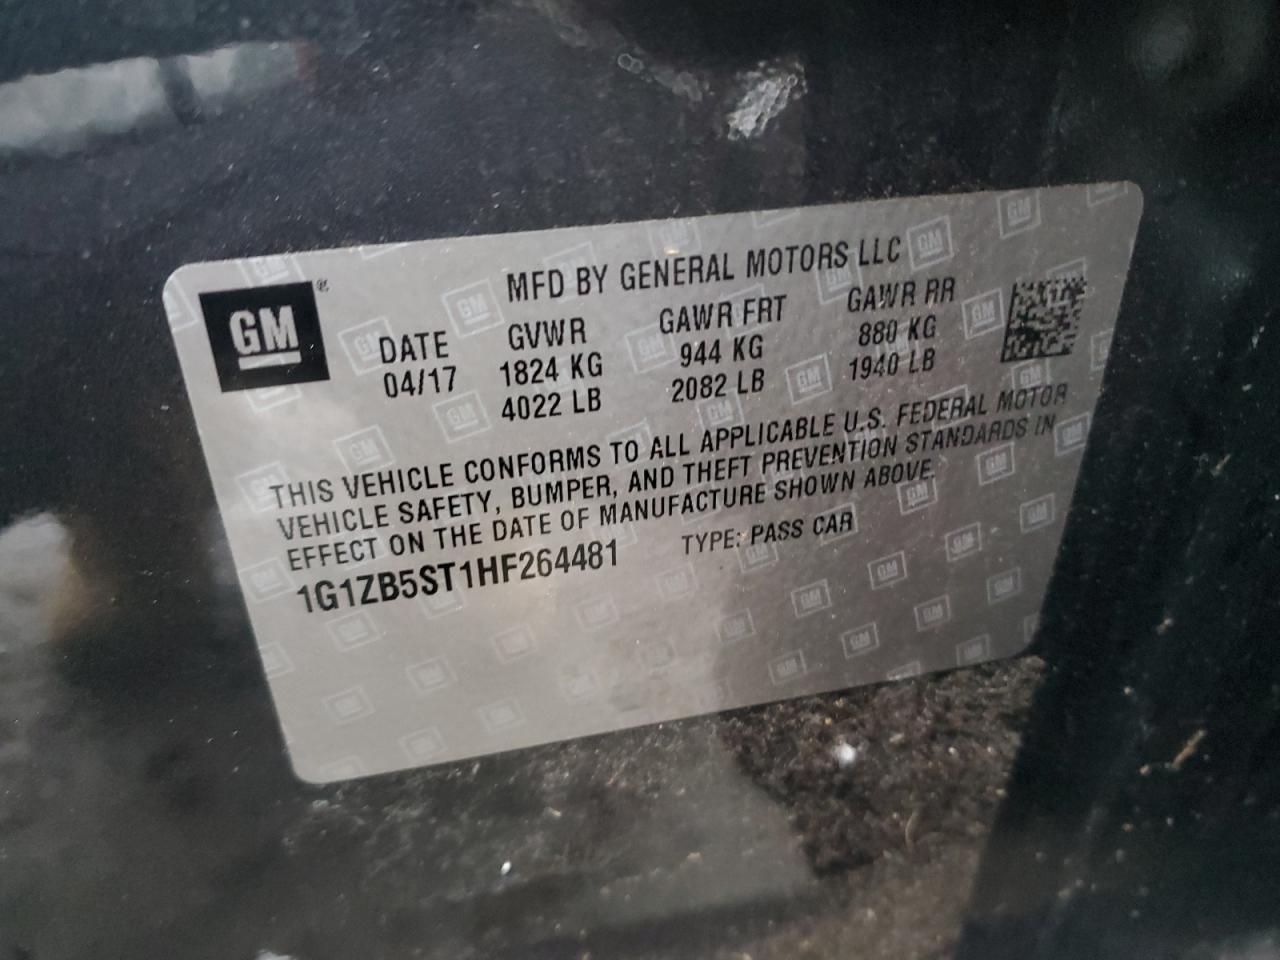 GM ®
MFD BY GENERAL MOTORS LLC
DATE GVWR GAWR FRT GAWR RR
04/17 1824 KG 944 KG 880 KG
4022 LB 2082 LB 1940 LB
THIS VEHICLE CONFORMS TO ALL APPLICABLE U.S. FEDERAL MOTOR
VEHICLE SAFETY, BUMPER, AND THEFT PREVENTION STANDARDS IN
EFFECT ON THE DATE OF MANUFACTURE SHOWN ABOVE.
1G1ZB5ST1HF264481 TYPE: PASS CAR